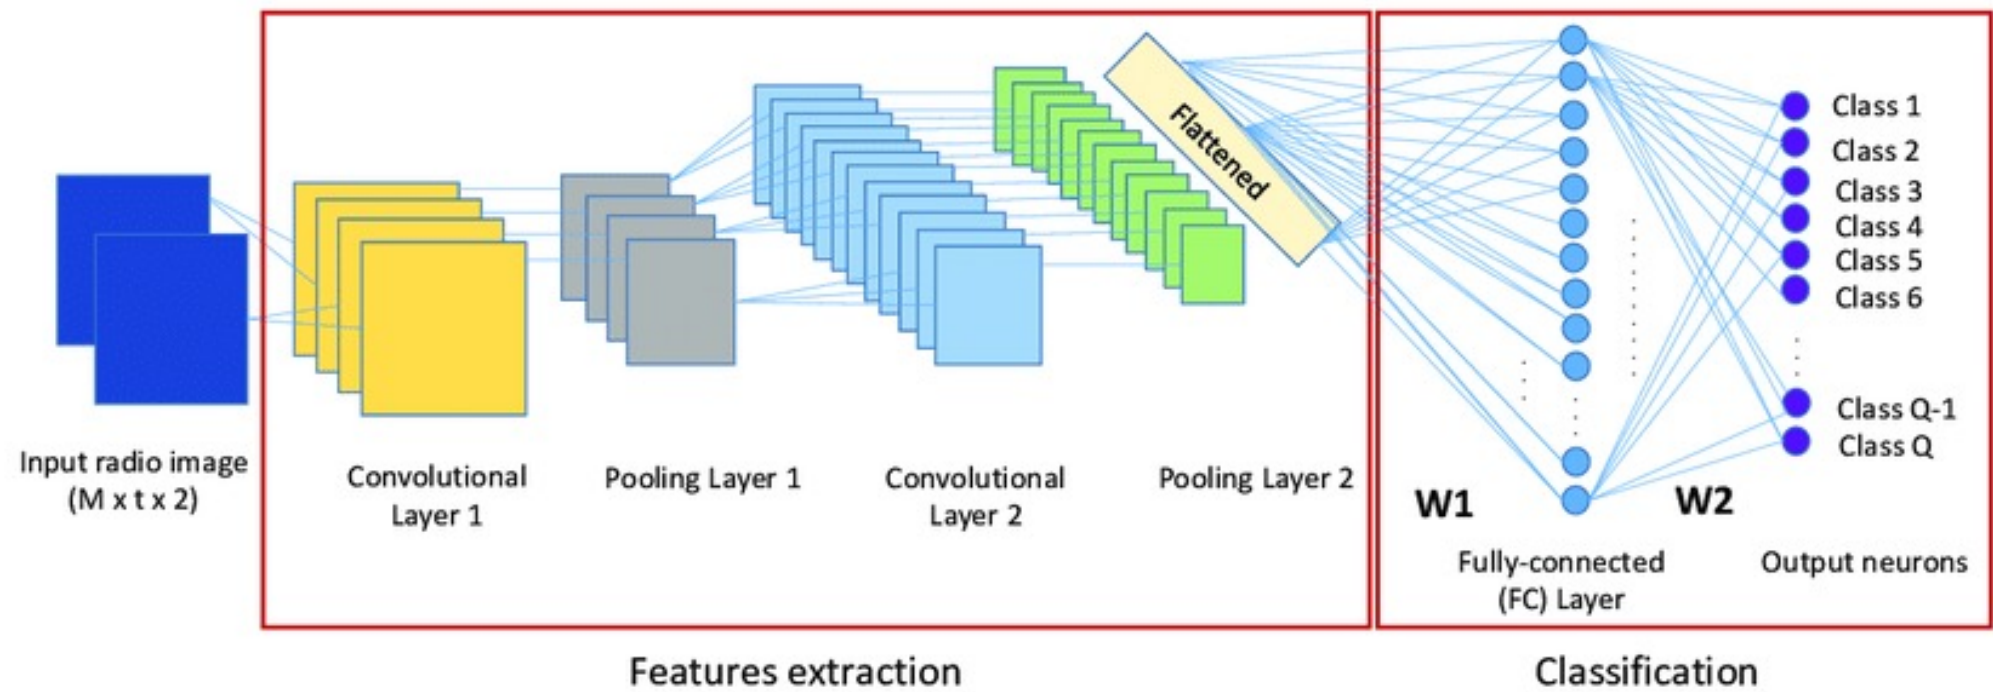 Input radio image
(M x t x 2)
Convolutional
Layer 1
Pooling Layer 1
Convolutional
Layer 2
Pooling Layer 2
Flattened
W1
W2
Fully-connected
(FC) Layer
Class 1
Class 2
Class 3
Class 4
Class 5
Class 6
Class Q-1
Class Q
Output neurons
Features extraction
Classification